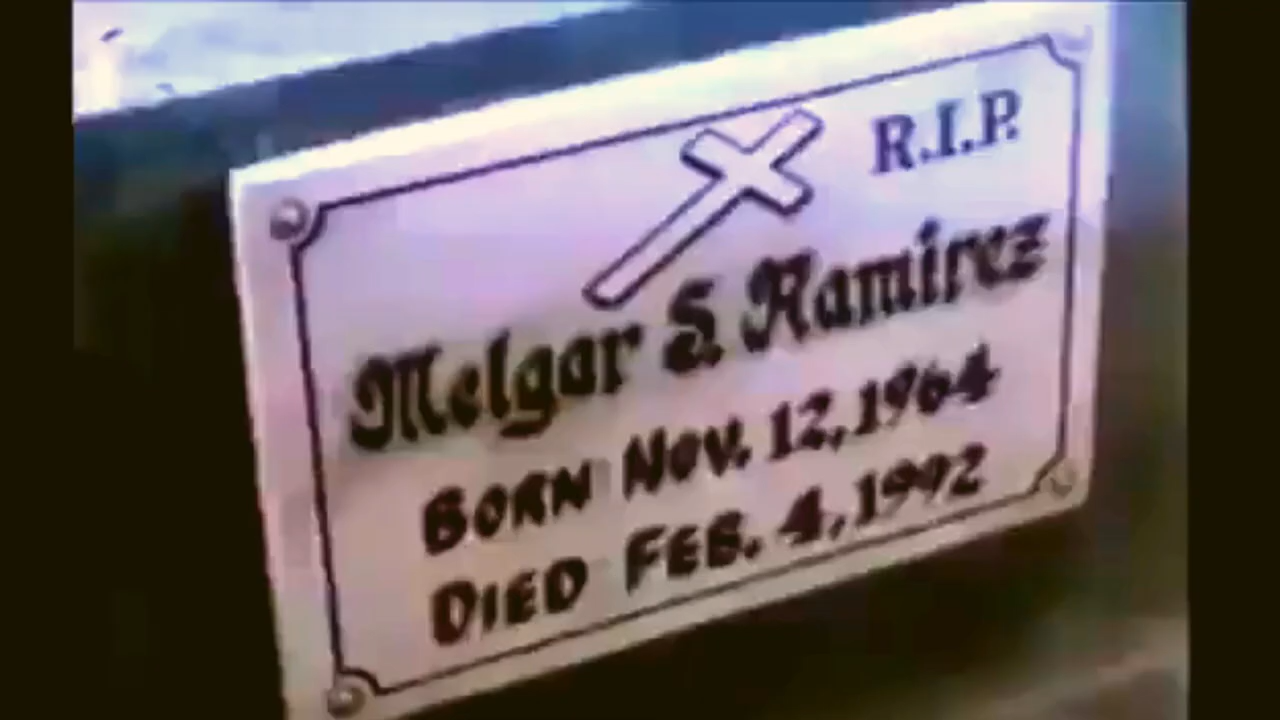 R.I.P.
Melgar S. Ramirez
BORN NOV. 12, 1964
DIED FEB. 4, 1992